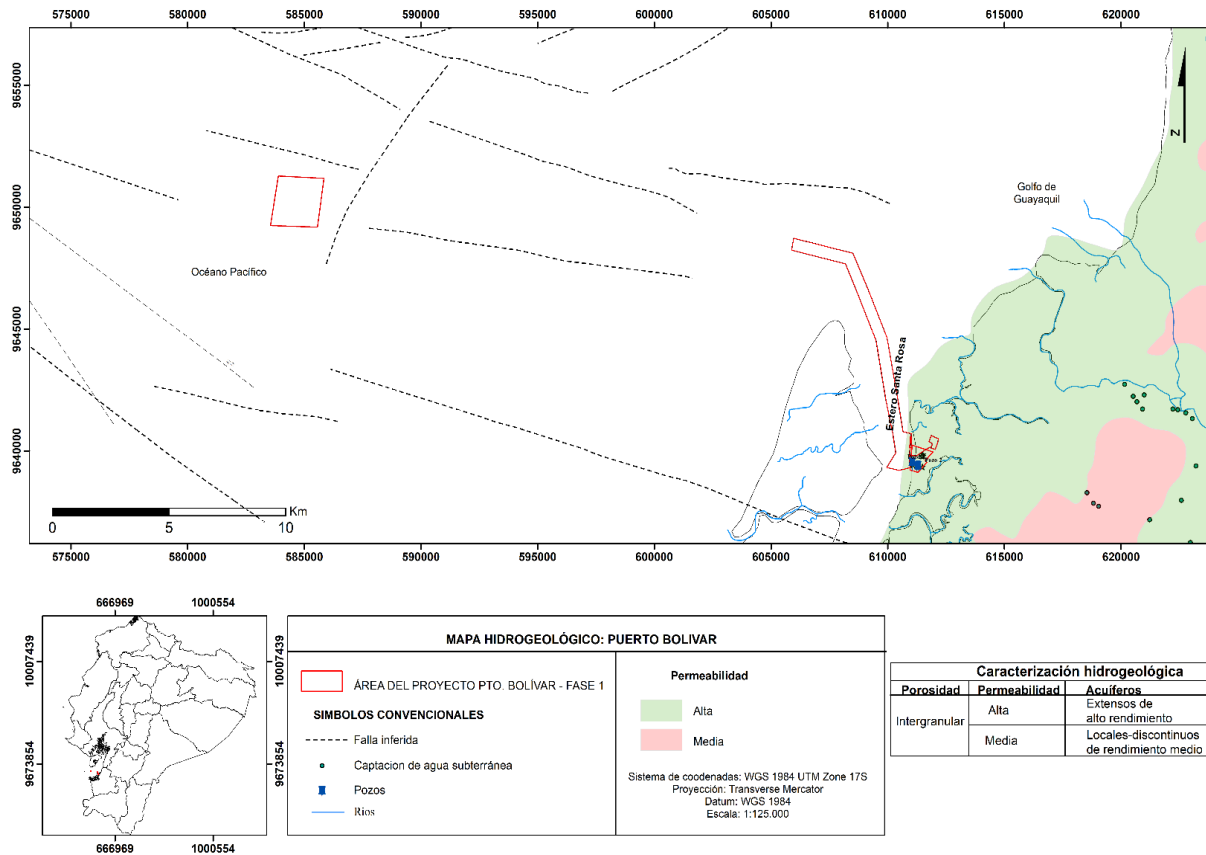 575000 580000 585000 590000 595000 600000 605000 610000 615000 620000
9655000
9650000
9645000
9640000
Golfo de
Guayaquil
Z
Océano Pacífico
Estero Santa Rosa
Km
0 5 10
575000 580000 585000 590000 595000 600000 605000 610000 615000 620000
666969 1000554
10007439
9673854
10007439
9673854
666969 1000554
MAPA HIDROGEOLÓGICO: PUERTO BOLIVAR
ÁREA DEL PROYECTO PTO. BOLÍVAR - FASE 1
SIMBOLOS CONVENCIONALES
Falla inferida
Captacion de agua subterránea
Pozos
Ríos
Permeabilidad
Alta
Media
Sistema de coodenadas: WGS 1984 UTM Zone 17S
Proyección: Transverse Mercator
Datum: WGS 1984
Escala: 1:125.000
Caracterización hidrogeológica
Porosidad Permeabilidad Acuíferos
Intergranular Alta Extensos de
alto rendimiento
Media Locales-discontinuos
de rendimiento medio